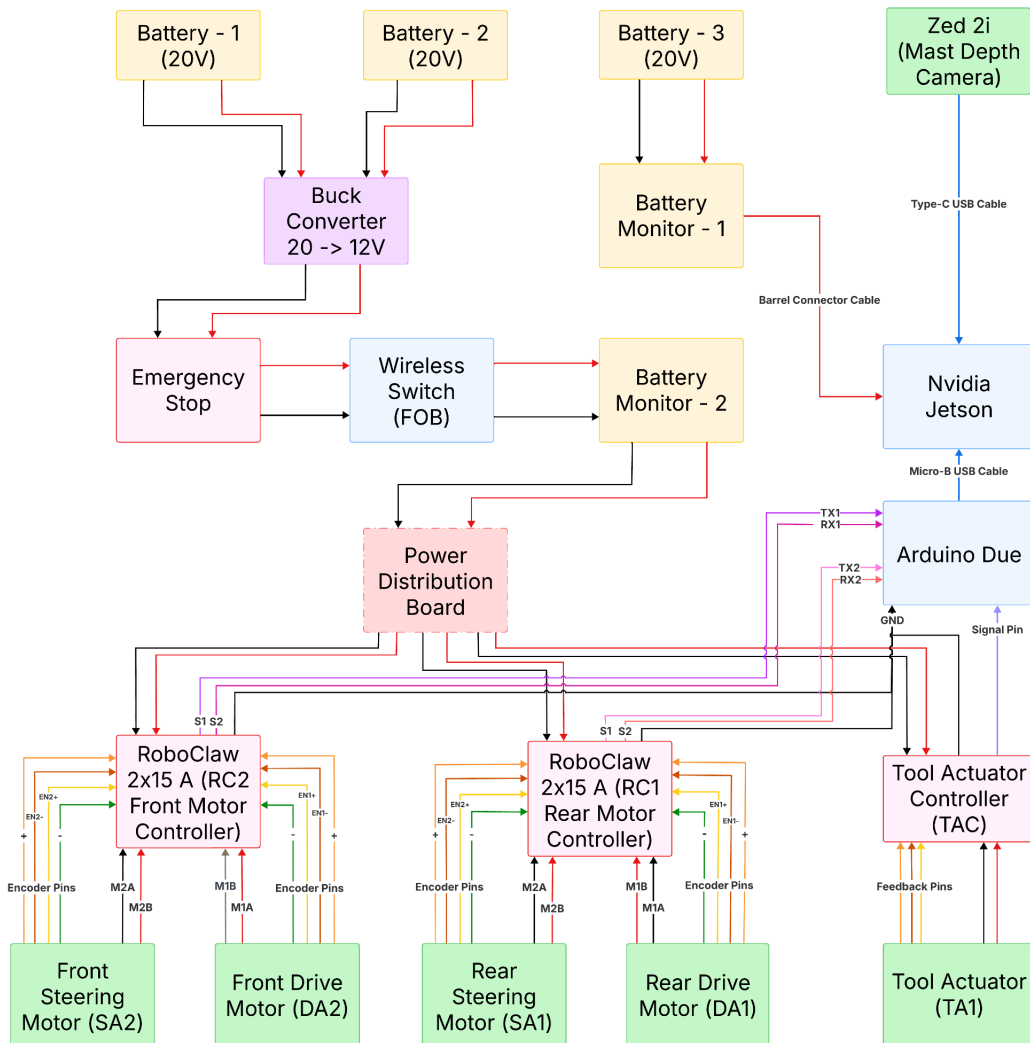 Battery - 1
(20V)
Battery - 2
(20V)
Battery - 3
(20V)
Zed 2i
(Mast Depth
Camera)
Buck
Converter
20 -> 12V
Battery
Monitor - 1
Type-C USB Cable
Barrel Connector Cable
Emergency
Stop
Wireless
Switch
(FOB)
Battery
Monitor - 2
Nvidia
Jetson
Micro-B USB Cable
TX1
RX1
Arduino Due
TX2
RX2
Power
Distribution
Board
GND
Signal Pin
S1
S2
S1
S2
RoboClaw
2x15 A (RC2
Front Motor
Controller)
RoboClaw
2x15 A (RC1
Rear Motor
Controller)
Tool Actuator
Controller
(TAC)
+
EN2-
EN2+
-
-
EN1+
EN1-
+
+
EN2-
EN2+
-
-
EN1+
EN1-
+
Encoder Pins
M2A
M2B
M1B
M1A
Encoder Pins
Encoder Pins
M2A
M2B
M1B
M1A
Encoder Pins
Feedback Pins
Front
Steering
Motor (SA2)
Front Drive
Motor (DA2)
Rear
Steering
Motor (SA1)
Rear Drive
Motor (DA1)
Tool Actuator
(TA1)